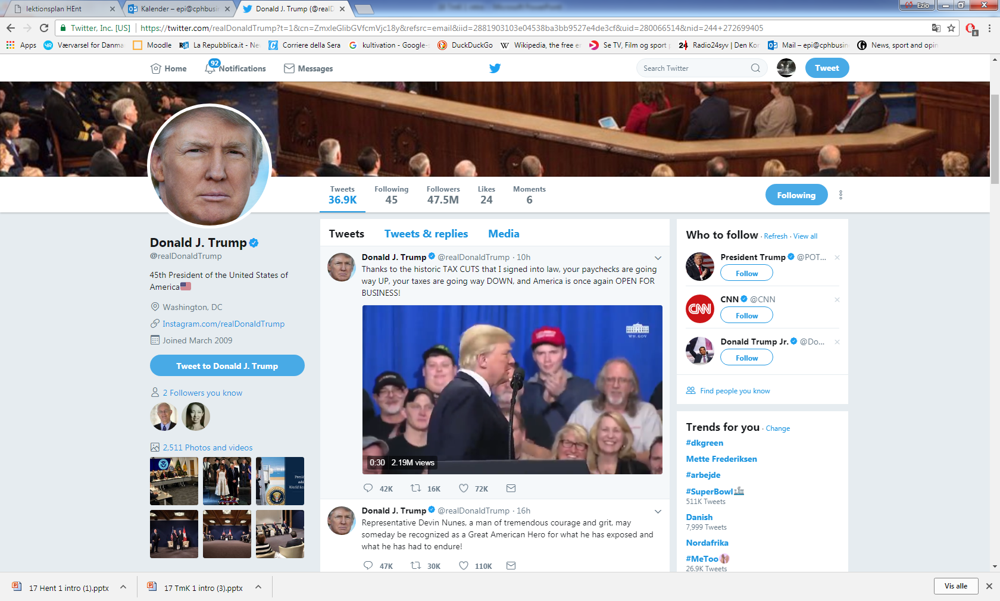 lektionsplan HEnt
Kalender – epi@cphbusin
Donald J. Trump (@realD
Ezio
Twitter, Inc. [US]
https://twitter.com/realDonaldTrump?t=1&cn=ZmxleGlibGVfcmVjc18y&refsrc=email&iid=2881903103e04538ba3bb9527e4de3cf&uid=280066514&nid=244+272699405
8
Apps
YR Værvarsel for Danma
Moodle
La Repubblica.it - Ne
Corriere della Sera
kultivation - Google-
DuckDuckGo
Wikipedia, the free e
Se TV, Film og sport
24 Radio24syv | Den Ko
Mail – epi@cphbusin
News, sport and opin
Home
92
Notifications
Messages
Search Twitter
Tweet
Tweets
36.9K
Following
45
Followers
47.5M
Likes
24
Moments
6
Following
Donald J. Trump
@realDonaldTrump
45th President of the United States of
America🇺🇸
Washington, DC
Instagram.com/realDonaldTrump
Joined March 2009
Tweet to Donald J. Trump
2 Followers you know
2,511 Photos and videos
Tweets Tweets & replies Media
Donald J. Trump @realDonaldTrump · 10h
Thanks to the historic TAX CUTS that I signed into law, your paychecks are going
way UP, your taxes are going way DOWN, and America is once again OPEN FOR
BUSINESS!
WH.GOV
0:30 2.19M views
42K 16K 72K
Donald J. Trump @realDonaldTrump · 16h
Representative Devin Nunes, a man of tremendous courage and grit, may
someday be recognized as a Great American Hero for what he has exposed and
what he has had to endure!
47K 30K 110K
Who to follow · Refresh · View all
President Trump @POT...
Follow
CNN
CNN @CNN
Follow
Donald Trump Jr. @Do...
Follow
Find people you know
Trends for you · Change
#dkgreen
Mette Frederiksen
#arbejde
#SuperBowl
511K Tweets
Danish
7,999 Tweets
Nordafrika
#MeToo
26.9K Tweets
17 Hent 1 intro (1).pptx
17 TmK 1 intro (3).pptx
Vis alle